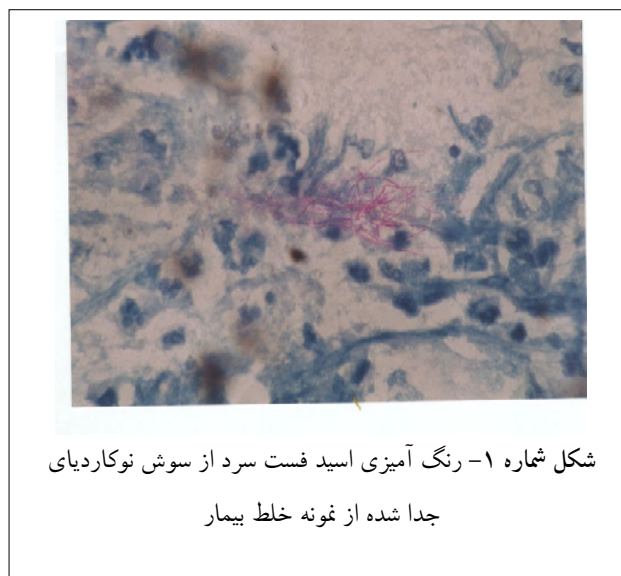 شکل شماره ۱- رنگ آمیزی اسید فست سرد از سوش نوکاردیای
جدا شده از نمونه خلط بیمار